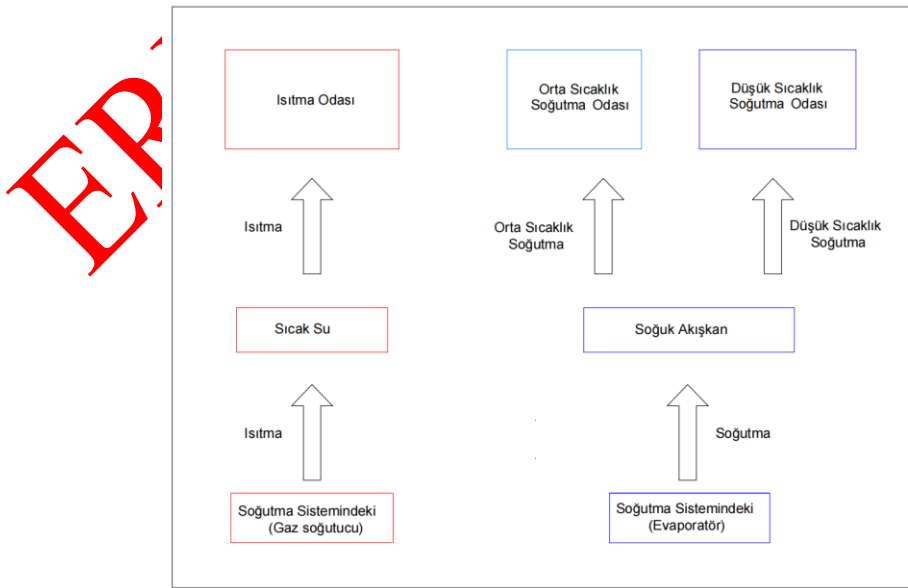 Isıtma Odası
Orta Sıcaklık
Soğutma Odası
Düşük Sıcaklık
Soğutma Odası
Isıtma
Orta Sıcaklık
Soğutma
Düşük Sıcaklık
Soğutma
Sıcak Su
Soğuk Akışkan
Isıtma
Soğutma
Soğutma Sistemindeki
(Gaz soğutucu)
Soğutma Sistemindeki
(Evaporatör)